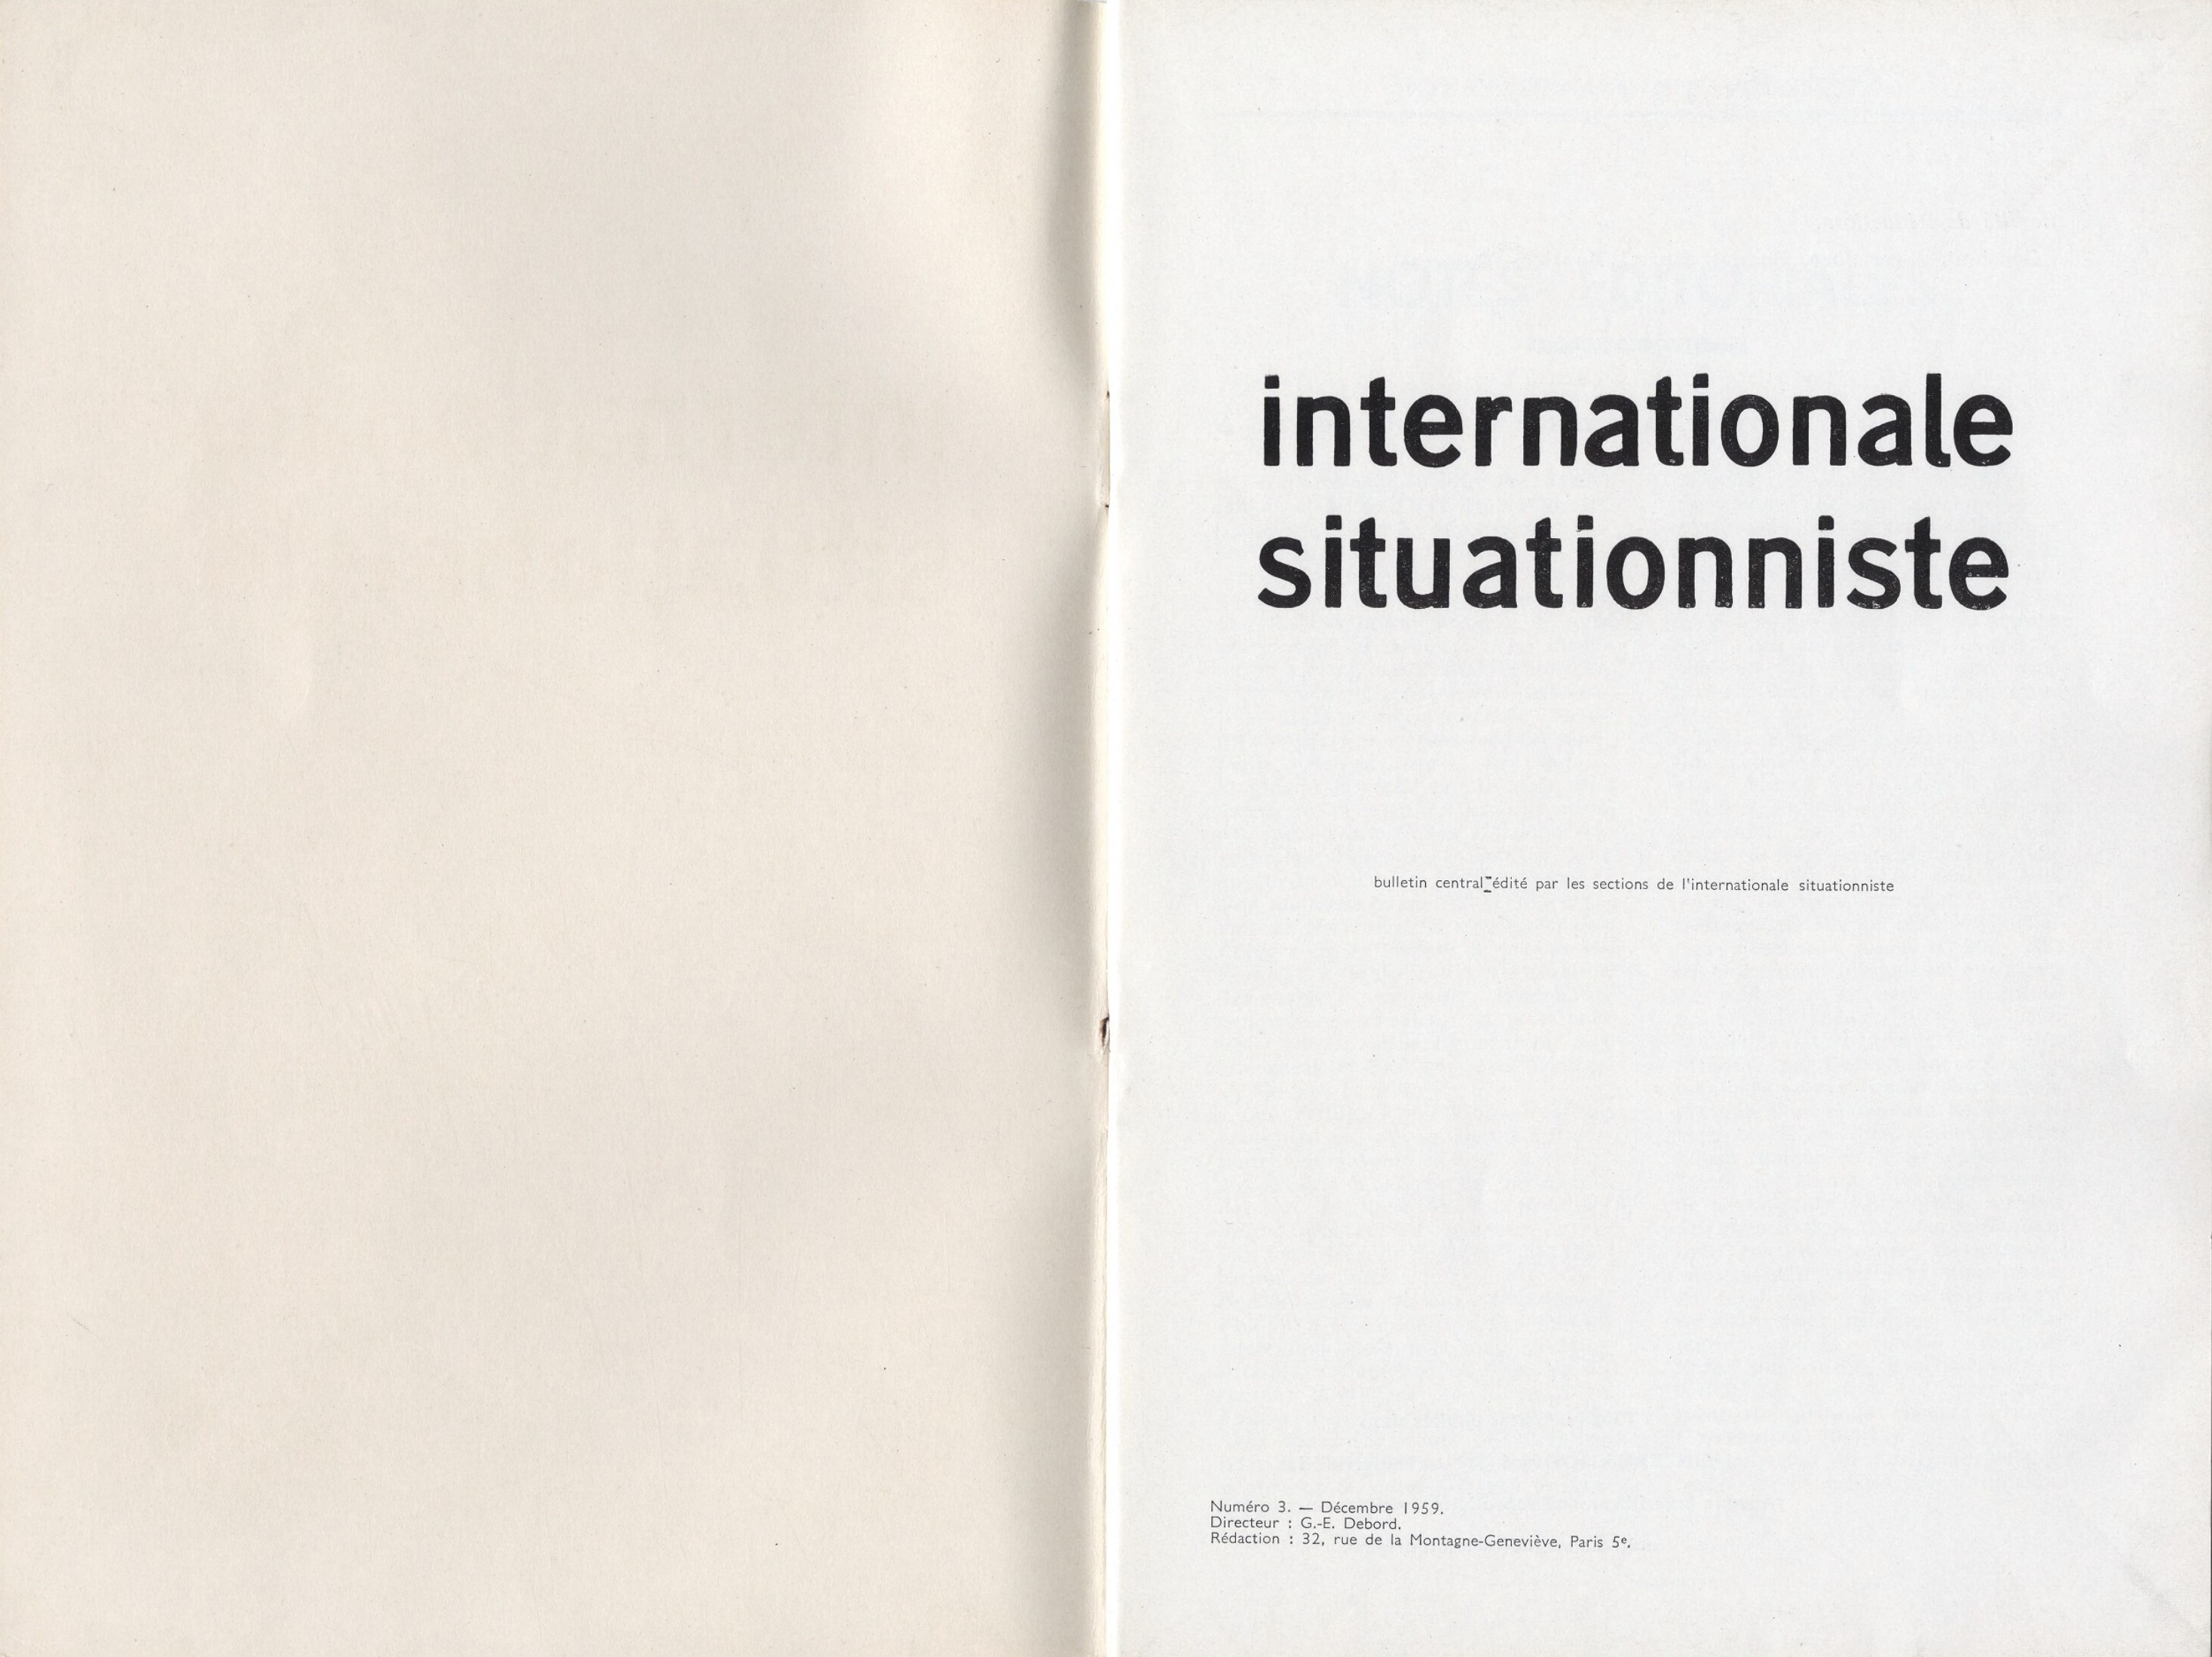 internationale
situationniste
bulletin central édité par les sections de l'internationale situationniste
Numéro 3. — Décembre 1959.
Directeur : G.-E. Debord.
Rédaction : 32, rue de la Montagne-Geneviève, Paris 5e.